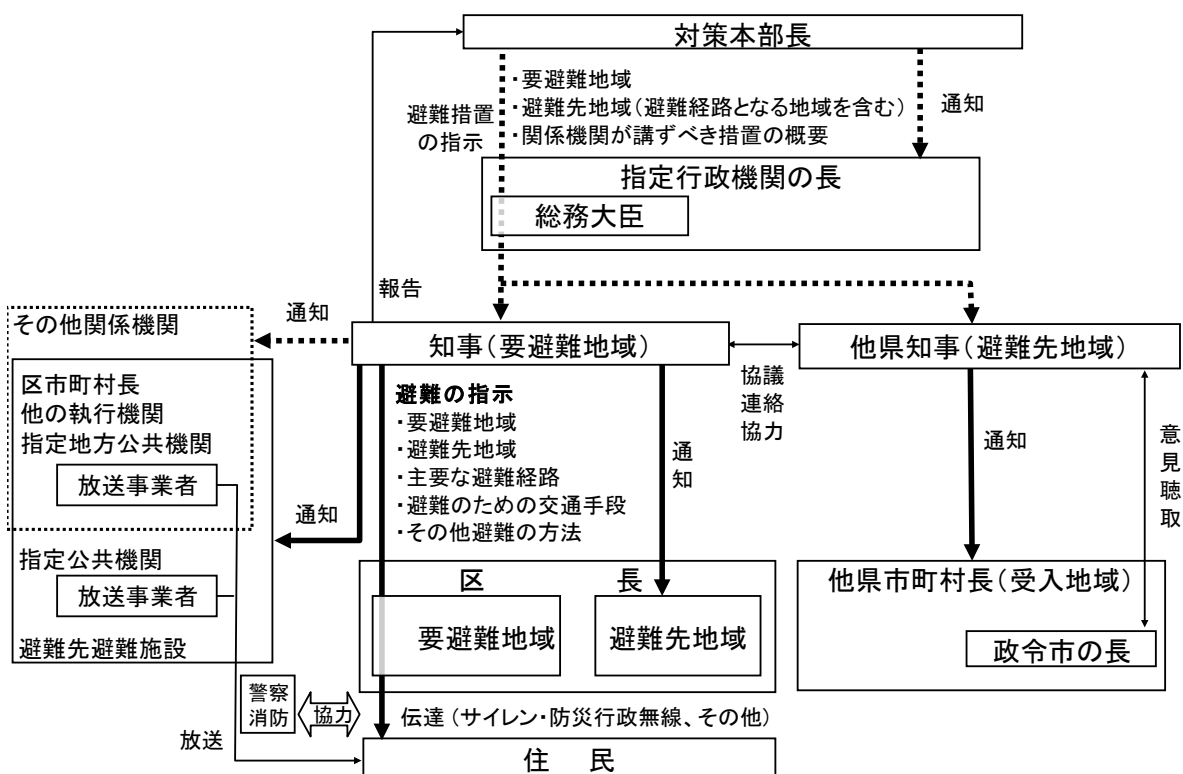 対策本部長
・要避難地域
・避難先地域（避難経路となる地域を含む）
・関係機関が講ずべき措置の概要
避難措置
の指示
通知
指定行政機関の長
総務大臣
報告
その他関係機関
通知
知事（要避難地域）
他県知事（避難先地域）
協議
連絡
協力
区市町村長
他の執行機関
指定地方公共機関
放送事業者
通知
指定公共機関
放送事業者
避難先避難施設
避難の指示
・要避難地域
・避難先地域
・主要な避難経路
・避難のための交通手段
・その他避難の方法
通知
通知
意見聴取
区　　長
要避難地域
避難先地域
他県市町村長（受入地域）
政令市の長
警察
消防
協力
伝達（サイレン・防災行政無線、その他）
放送
住　民